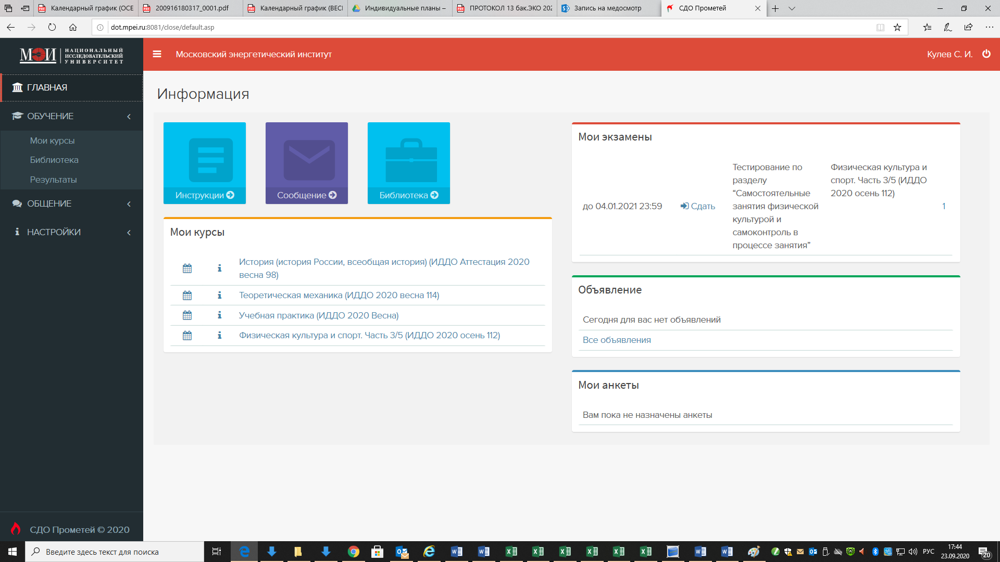 Календарный график (ОСЕ
200916180317_0001.pdf
Календарный график (ВЕСІ
Индивидуальные планы –
ПРОТОКОЛ 13 бак.ЭКО 202
Запись на медосмотр
СДО Прометей
dot.mpei.ru:8081/close/default.asp
МЭИ
НАЦИОНАЛЬНЫЙ
ИССЛЕДОВАТЕЛЬСКИЙ
УНИВЕРСИТЕТ
Московский энергетический институт
Кулев С. И.
ГЛАВНАЯ
ОБУЧЕНИЕ
Мои курсы
Библиотека
Результаты
ОБЩЕНИЕ
НАСТРОЙКИ
СДО Прометей © 2020
Информация
Инструкции
Сообщение
Библиотека
Мои курсы
История (история России, всеобщая история) (ИДДО Аттестация 2020
весна 98)
Теоретическая механика (ИДДО 2020 весна 114)
Учебная практика (ИДДО 2020 Весна)
Физическая культура и спорт. Часть 3/5 (ИДДО 2020 осень 112)
Мои экзамены
до 04.01.2021 23:59
Сдать
Тестирование по
разделу
“Самостоятельные
занятия физической
культурой и
самоконтроль в
процессе занятия”
Физическая культура и
спорт. Часть 3/5 (ИДДО
2020 осень 112)
1
Объявление
Сегодня для вас нет объявлений
Все объявления
Мои анкеты
Вам пока не назначены анкеты
Введите здесь текст для поиска
РУС
17:44
23.09.2020
20